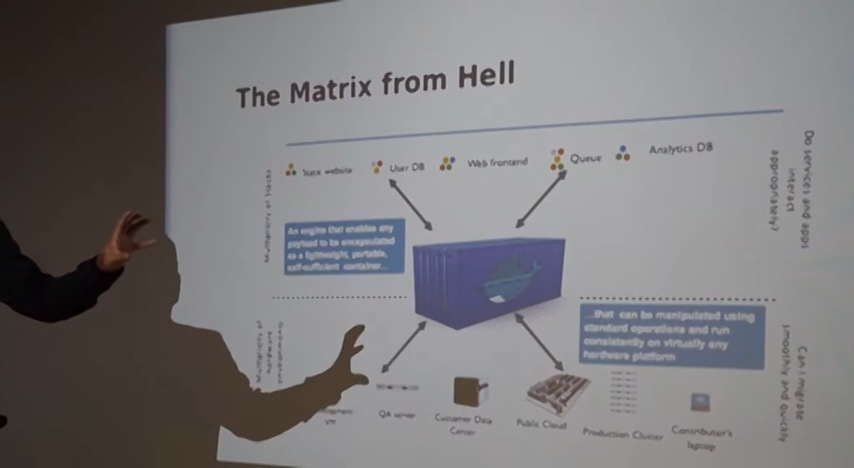 The Matrix from Hell
Static website
User DB
Web frontend
Queue
Analytics DB
Multiplicity of Stacks
Do services and apps
interact
appropriately?
An engine that enables any
payload to be encapsulated
as a lightweight, portable,
self-sufficient container...
...that can be manipulated using
standard operations and run
consistently on virtually any
hardware platform
Multiplicity of
hardware
environments
Can I migrate
smoothly and quickly
VM
QA server
Customer Data
Center
Public Cloud
Production Cluster
Contributor's
laptop